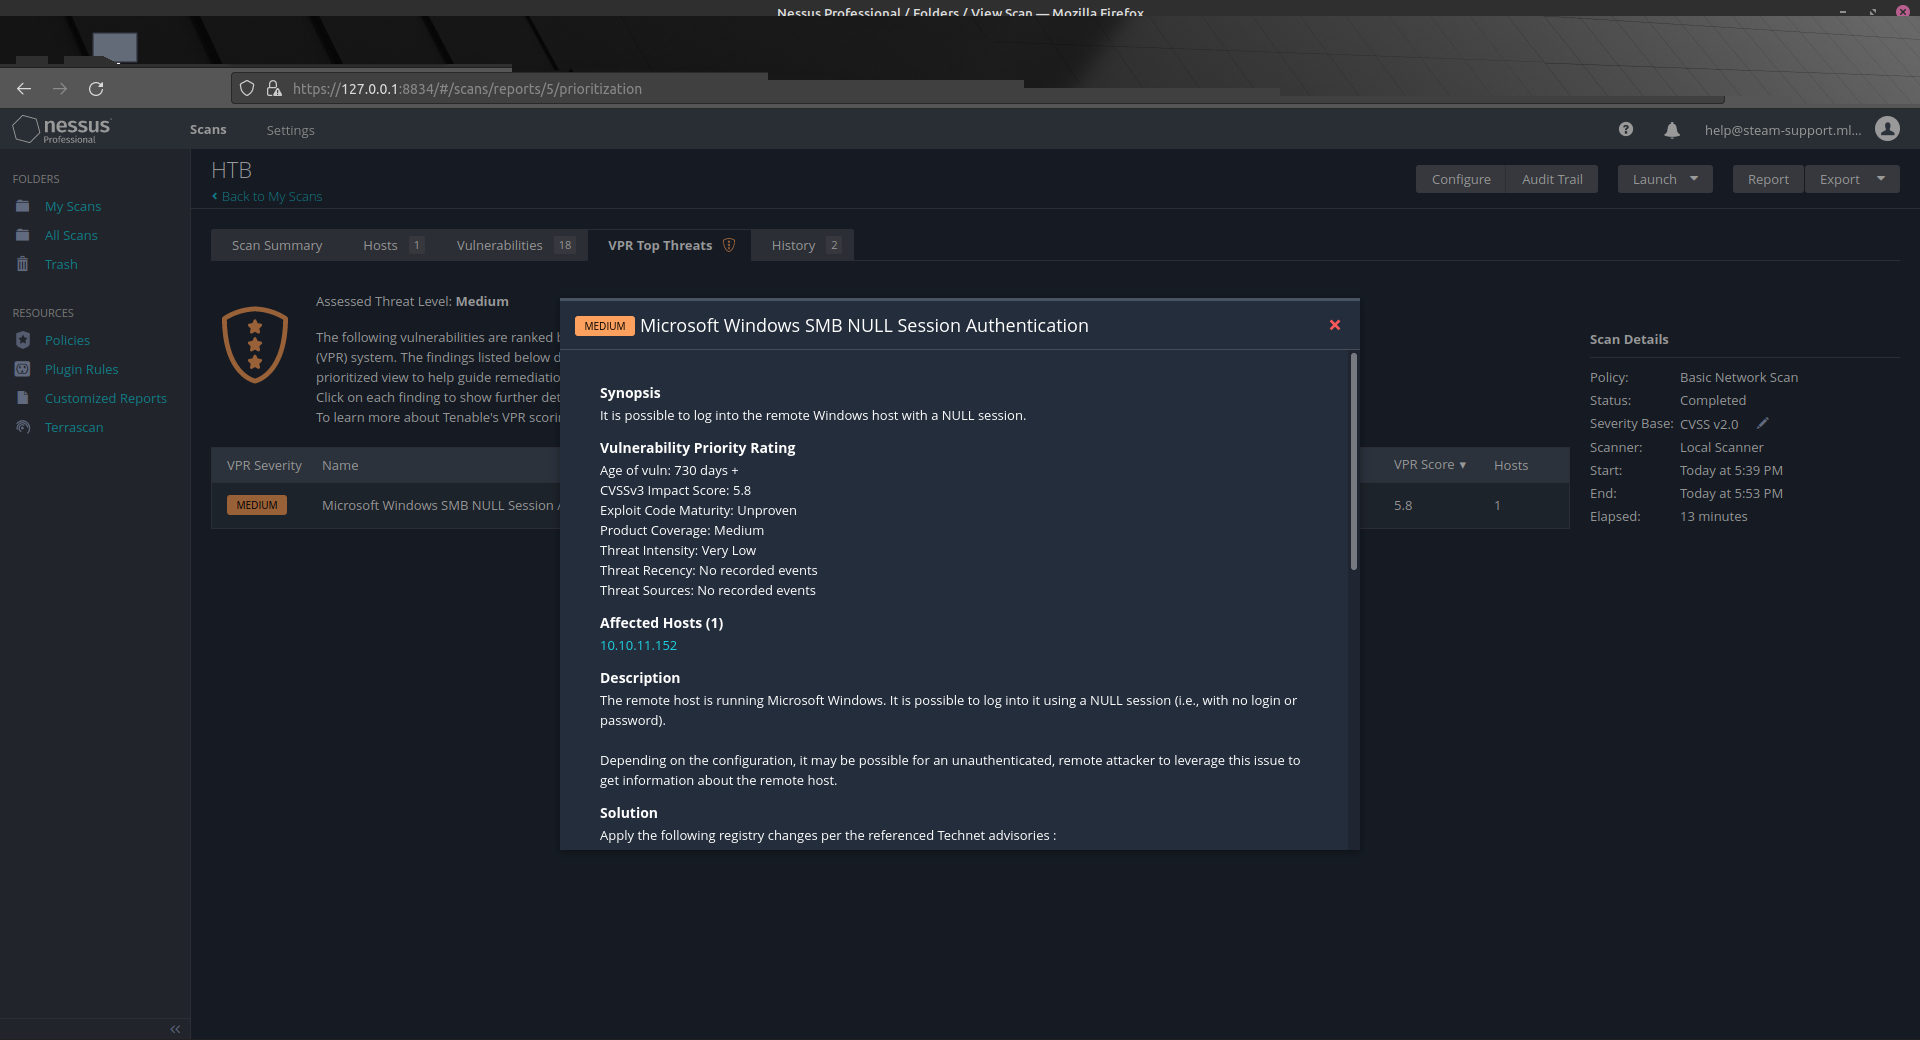 Nessus Professional / Folders / View Scan — Mozilla Firefox
https://127.0.0.1:8834/#/scans/reports/5/prioritization
nessus
Professional
Scans
Settings
help@steam-support.ml...
FOLDERS
My Scans
All Scans
Trash
RESOURCES
Policies
Plugin Rules
Customized Reports
Terrascan
HTB
Back to My Scans
Configure
Audit Trail
Launch
Report
Export
Scan Summary
Hosts 1
Vulnerabilities 18
VPR Top Threats
History 2
Assessed Threat Level: Medium
The following vulnerabilities are ranked
(VPR) system. The findings listed below
prioritized view to help guide
Click on each finding to show further
To learn more about Tenable's VPR
VPR Severity
Name
VPR Score
Hosts
MEDIUM
Microsoft Windows SMB NULL Session
5.8
1
MEDIUM
Microsoft Windows SMB NULL Session Authentication
Synopsis
It is possible to log into the remote Windows host with a NULL session.
Vulnerability Priority Rating
Age of vuln: 730 days +
CVSSv3 Impact Score: 5.8
Exploit Code Maturity: Unproven
Product Coverage: Medium
Threat Intensity: Very Low
Threat Recency: No recorded events
Threat Sources: No recorded events
Affected Hosts (1)
10.10.11.152
Description
The remote host is running Microsoft Windows. It is possible to log into it using a NULL session (i.e., with no login or
password).
Depending on the configuration, it may be possible for an unauthenticated, remote attacker to leverage this issue to
get information about the remote host.
Solution
Apply the following registry changes per the referenced Technet advisories :
Scan Details
Policy: Basic Network Scan
Status: Completed
Severity Base: CVSS v2.0
Scanner: Local Scanner
Start: Today at 5:39 PM
End: Today at 5:53 PM
Elapsed: 13 minutes